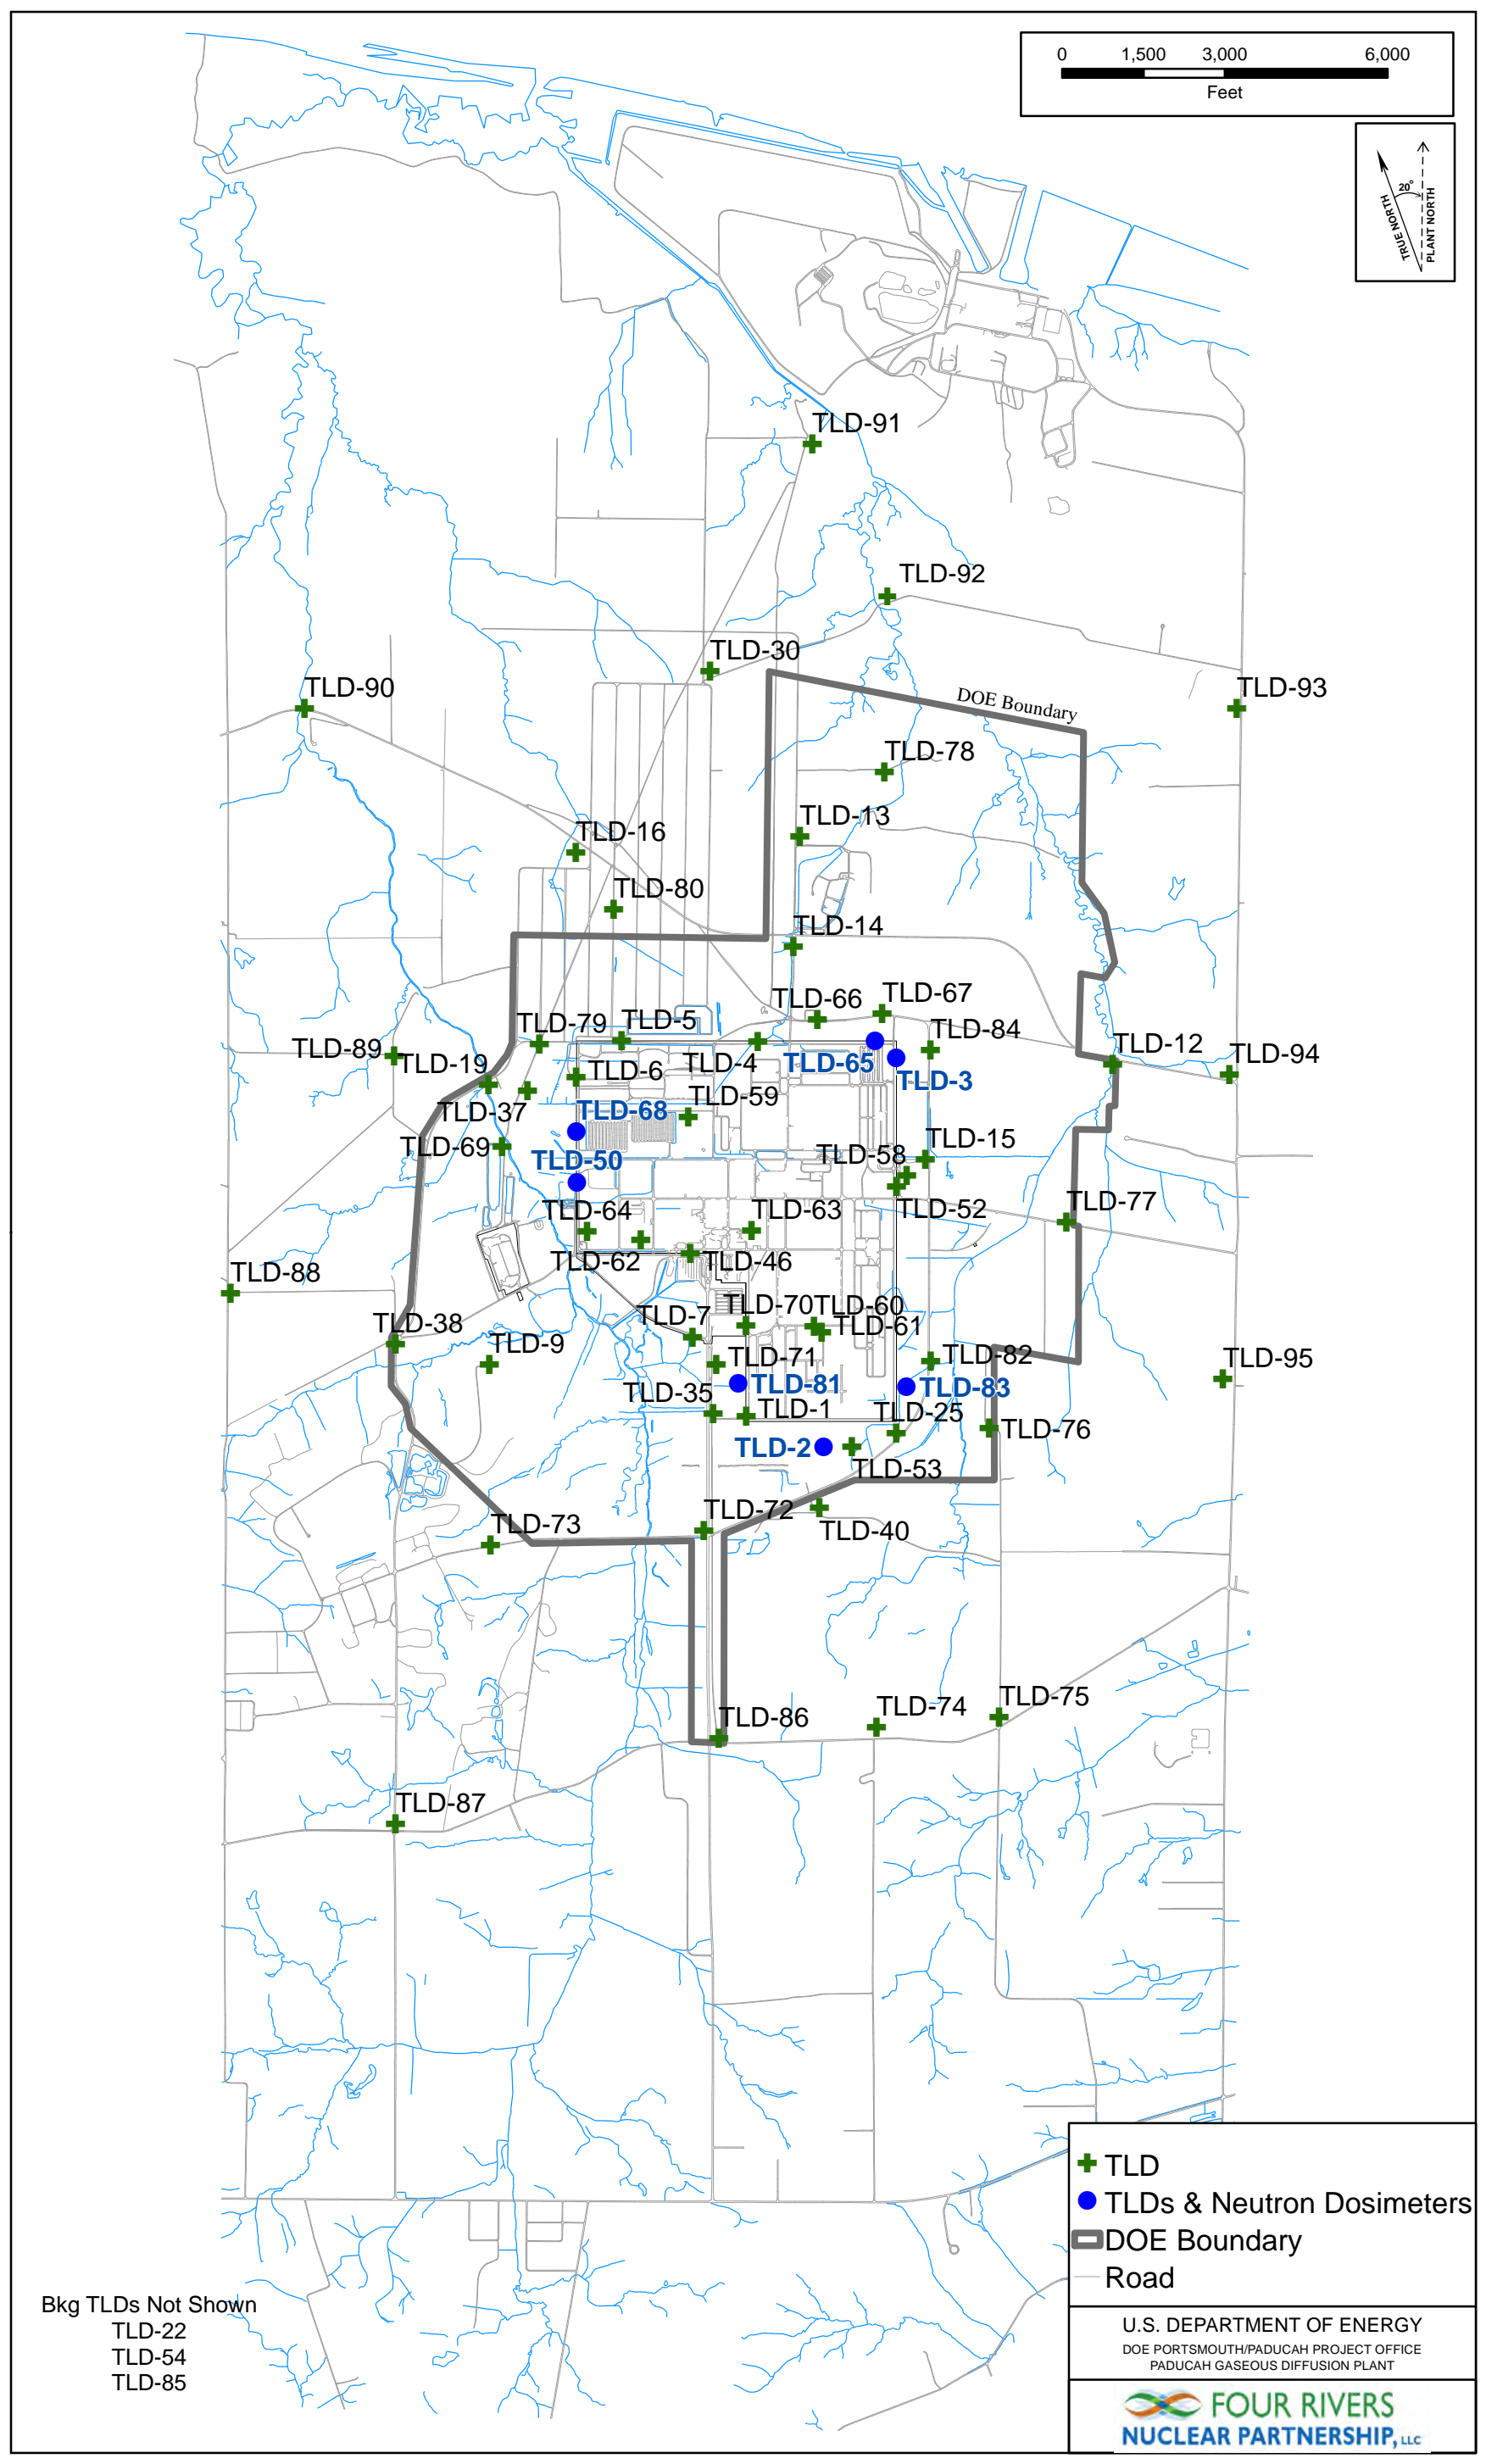 0 1,500 3,000 6,000
Feet
20°
TRUE NORTH
PLANT NORTH
TLD-91
TLD-92
TLD-30
TLD-90
TLD-93
DOE Boundary
TLD-78
TLD-13
TLD-16
TLD-80
TLD-14
TLD-67
TLD-66
TLD-5
TLD-79
TLD-84
TLD-12
TLD-89
TLD-19
TLD-6
TLD-4
TLD-65
TLD-94
TLD-3
TLD-59
TLD-37
TLD-68
TLD-69
TLD-15
TLD-58
TLD-50
TLD-77
TLD-64
TLD-63
TLD-52
TLD-62
TLD-46
TLD-88
TLD-38
TLD-7
TLD-70
TLD-60
TLD-61
TLD-9
TLD-71
TLD-82
TLD-95
TLD-81
TLD-83
TLD-35
TLD-1
TLD-25
TLD-76
TLD-2
TLD-53
TLD-72
TLD-73
TLD-40
TLD-86
TLD-74
TLD-75
TLD-87
TLD
TLDs & Neutron Dosimeters
DOE Boundary
Road
Bkg TLDs Not Shown
TLD-22
TLD-54
TLD-85
U.S. DEPARTMENT OF ENERGY
DOE PORTSMOUTH/PADUCAH PROJECT OFFICE
PADUCAH GASEOUS DIFFUSION PLANT
FOUR RIVERS
NUCLEAR PARTNERSHIP, LLC